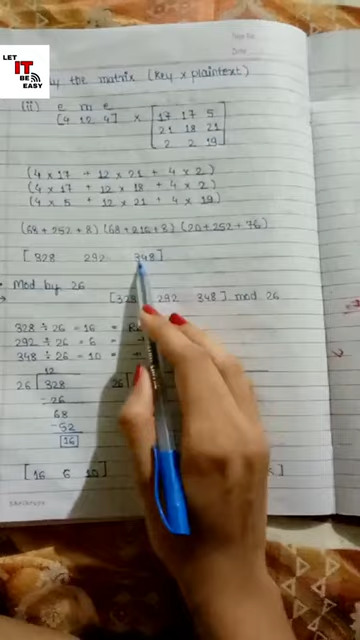 LET
IT
BE
EASY
the matrix (Key x plaintext)
(ii) e m e
[4 12 4] x [17 17 5
21 18 21
2 2 19]
(4 x 17 + 12 x 21 + 4 x 2)
(4 x 17 + 12 x 18 + 4 x 2)
(4 x 5 + 12 x 21 + 4 x 19)
(68 + 252 + 8) (68 + 216 + 8) (20 + 252 + 76)
[328 292 348]
Mod by 26
[328 292 348] mod 26
328 ÷ 26 = 16
292 ÷ 26 = 6
348 ÷ 26 = 10
12
26 328 26
- 26
68
- 52
16
[16 6 10]